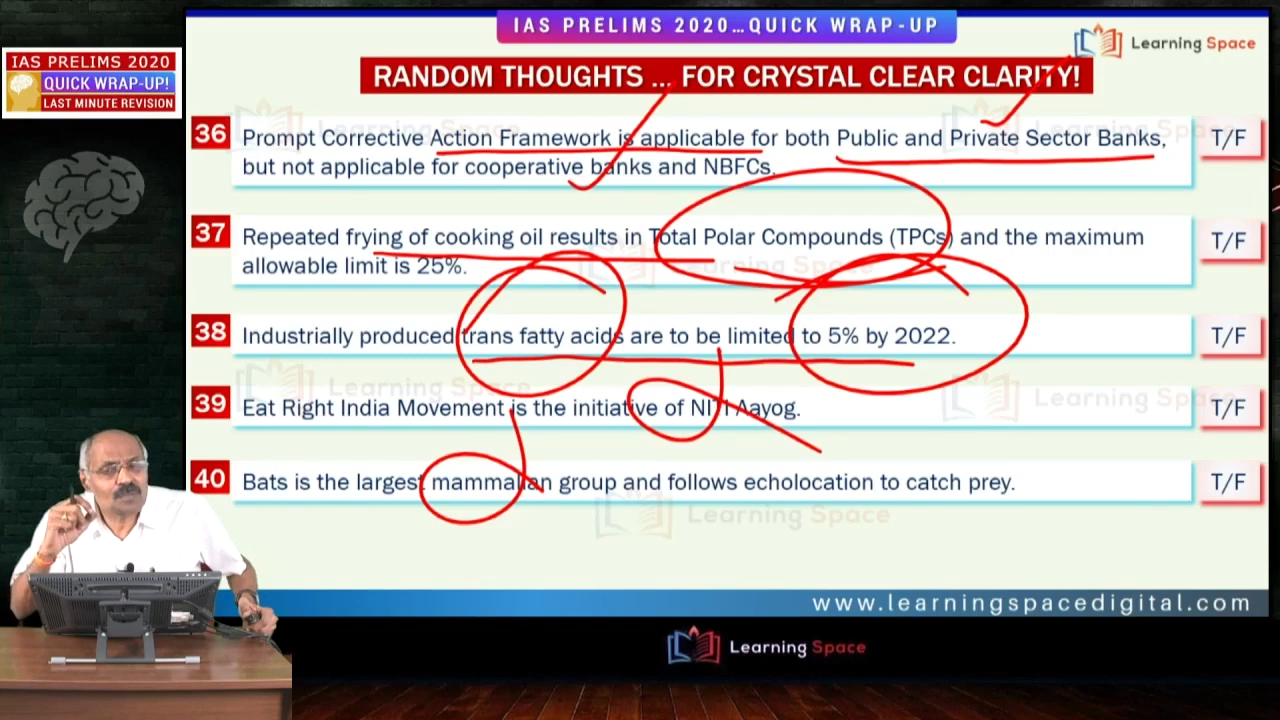 IAS PRELIMS 2020...QUICK WRAP-UP
Learning Space
IAS PRELIMS 2020
QUICK WRAP-UP!
LAST MINUTE REVISION
RANDOM THOUGHTS ... FOR CRYSTAL CLEAR CLARITY!
36 Prompt Corrective Action Framework is applicable for both Public and Private Sector Banks, T/F
but not applicable for cooperative banks and NBFCs.
37 Repeated frying of cooking oil results in Total Polar Compounds (TPCs) and the maximum T/F
allowable limit is 25%.
38 Industrially produced trans fatty acids are to be limited to 5% by 2022. T/F
39 Eat Right India Movement is the initiative of NITI Aayog. T/F
40 Bats is the largest mammalian group and follows echolocation to catch prey. T/F
www.learningspacedigital.com
Learning Space